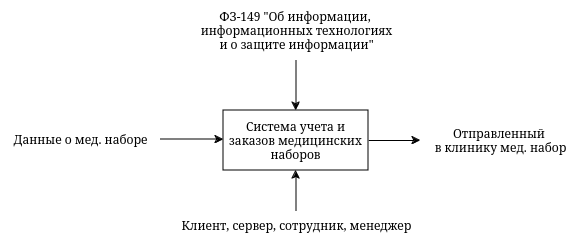 ФЗ-149 "Об информации,
информационных технологиях
и о защите информации"
Данные о мед. наборе
Система учета и
заказов медицинских
наборов
Отправленный
в клинику мед. набор
Клиент, сервер, сотрудник, менеджер